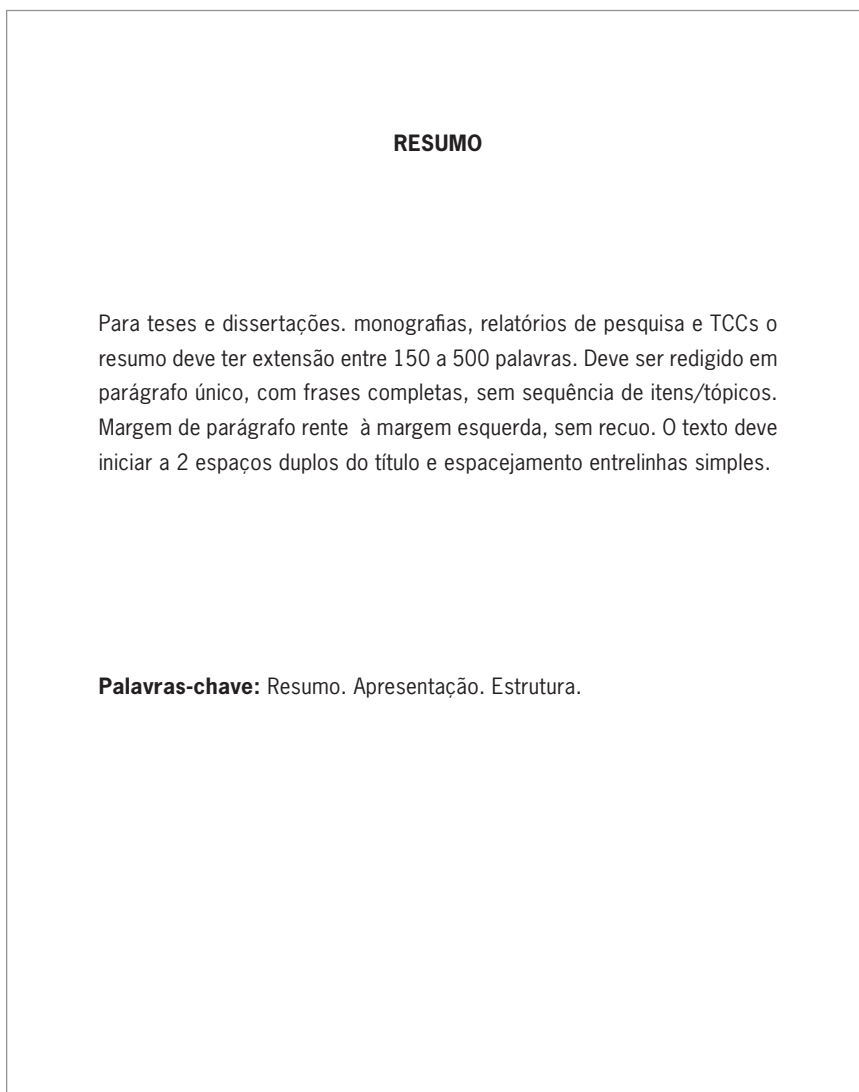 RESUMO
Para teses e dissertações. monografias, relatórios de pesquisa e TCCs o
resumo deve ter extensão entre 150 a 500 palavras. Deve ser redigido em
parágrafo único, com frases completas, sem sequência de itens/tópicos.
Margem de parágrafo rente à margem esquerda, sem recuo. O texto deve
iniciar a 2 espaços duplos do título e espacejamento entrelinhas simples.
Palavras-chave: Resumo. Apresentação. Estrutura.